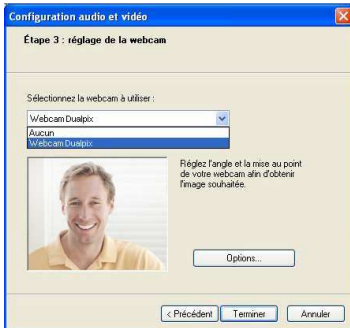 Configuration audio et vidéo
Étape 3 : réglage de la webcam
Sélectionnez la webcam à utiliser :
Webcam Dualpix
Aucun
Webcam Dualpix
Réglez l'angle et la mise au point
de votre webcam afin d'obtenir
l'image souhaitée.
Options...
< Précédent
Terminer
Annuler